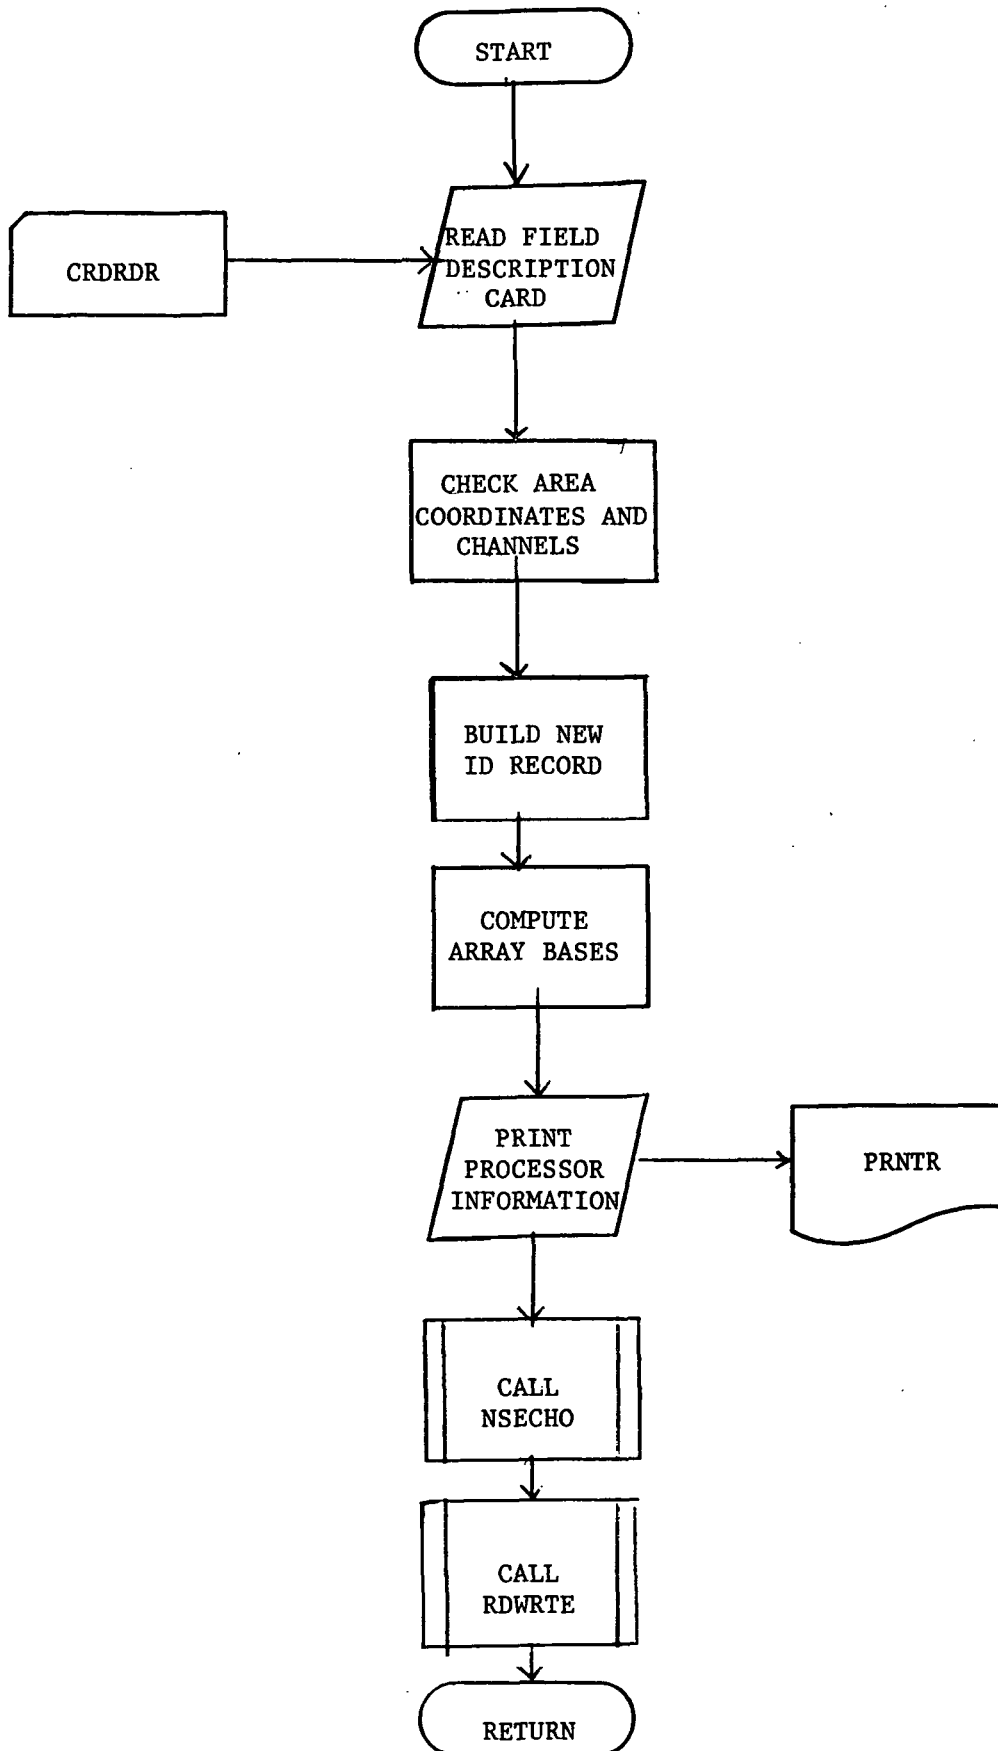 START
CRDRDR
READ FIELD
DESCRIPTION
CARD
CHECK AREA
COORDINATES AND
CHANNELS
BUILD NEW
ID RECORD
COMPUTE
ARRAY BASES
PRINT
PROCESSOR
INFORMATION
PRNTR
CALL
NSECHO
CALL
RDWRTE
RETURN